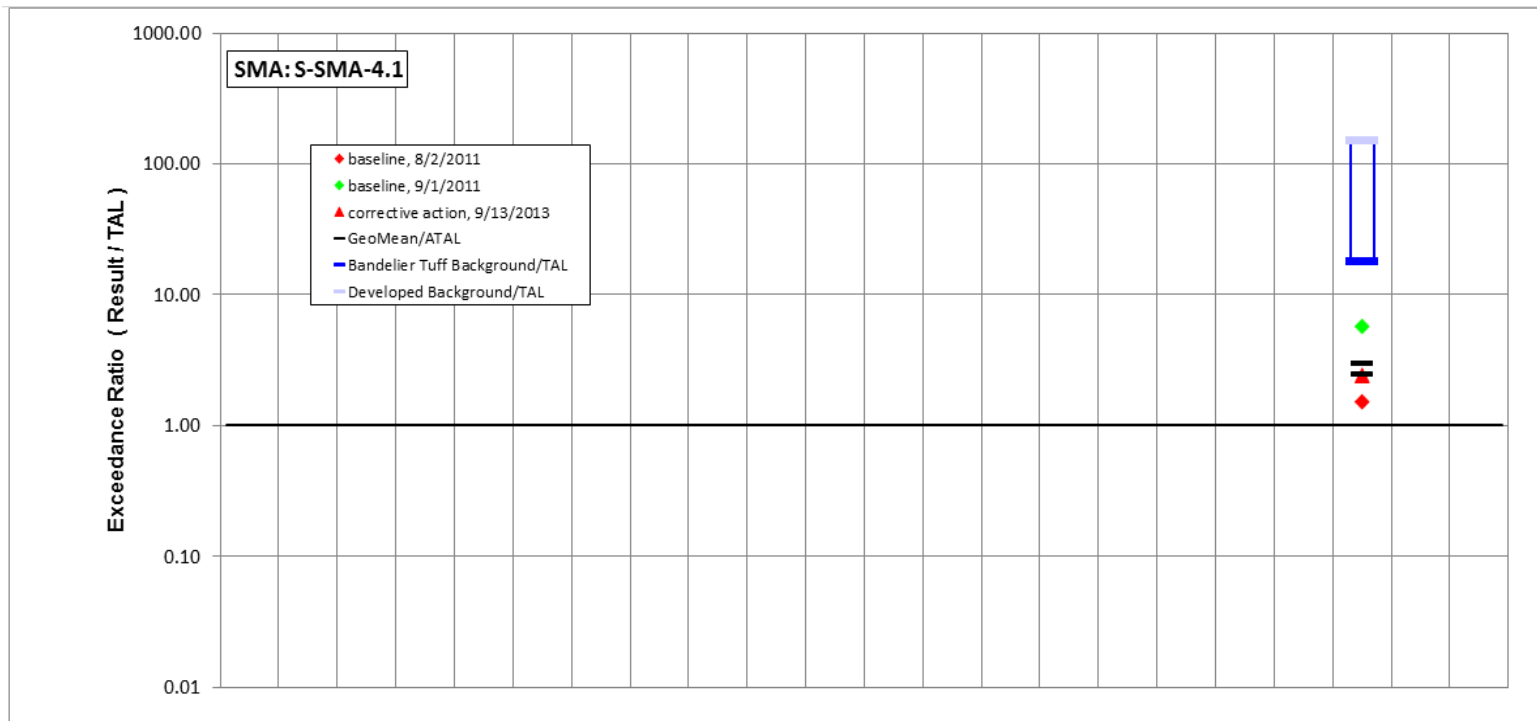 1000.00
SMA: S-SMA-4.1
baseline, 8/2/2011
100.00
baseline, 9/1/2011
corrective action, 9/13/2013
GeoMean/ATAL
Bandelier Tuff Background/TAL
Developed Background/TAL
10.00
Exceedance Ratio ( Result / TAL )
1.00
0.10
0.01